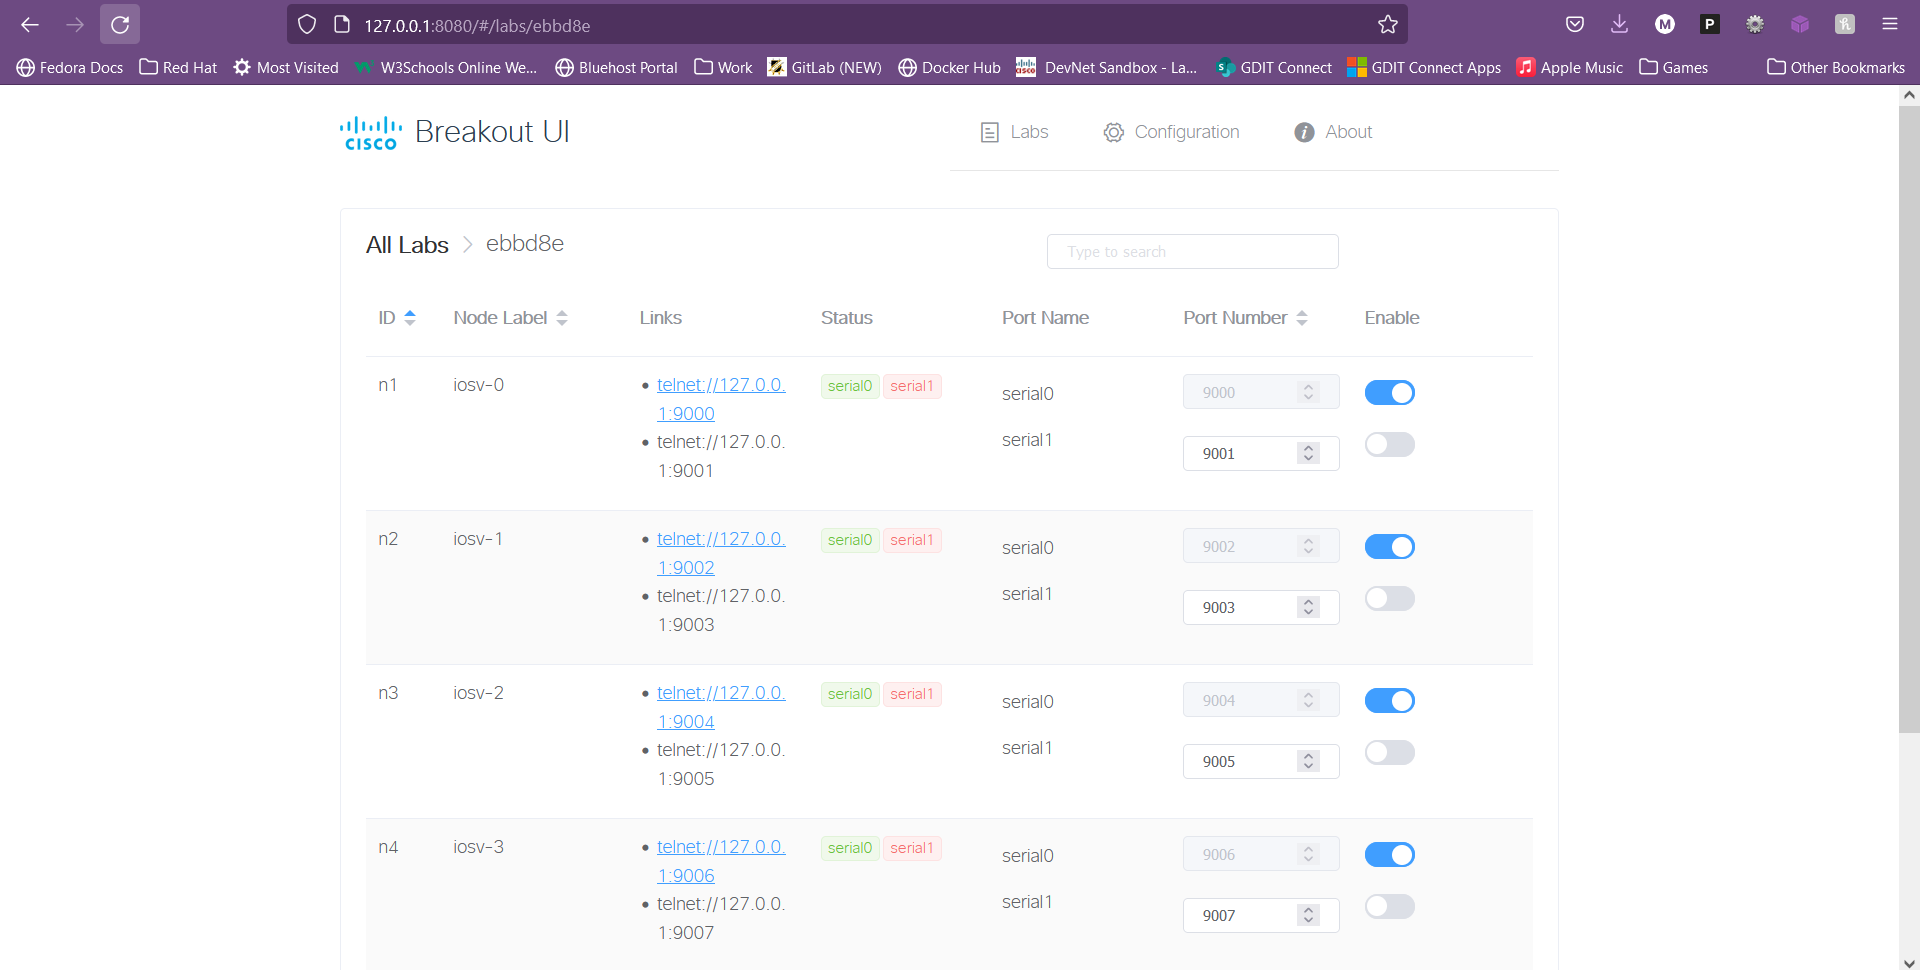 127.0.0.1:8080/#/labs/ebbd8e
M
P
Fedora Docs
Red Hat
Most Visited
W3Schools Online We...
Bluehost Portal
Work
GitLab (NEW)
Docker Hub
DevNet Sandbox - La...
GDIT Connect
GDIT Connect Apps
Apple Music
Games
Other Bookmarks
cisco
Breakout UI
Labs
Configuration
About
All Labs
ebbd8e
Type to search
ID
Node Label
Links
Status
Port Name
Port Number
Enable
n1
iosv-0
telnet://127.0.0.
1:9000
telnet://127.0.0.
1:9001
serial0
serial1
serial0
serial1
9000
9001
n2
iosv-1
telnet://127.0.0.
1:9002
telnet://127.0.0.
1:9003
serial0
serial1
serial0
serial1
9002
9003
n3
iosv-2
telnet://127.0.0.
1:9004
telnet://127.0.0.
1:9005
serial0
serial1
serial0
serial1
9004
9005
n4
iosv-3
telnet://127.0.0.
1:9006
telnet://127.0.0.
1:9007
serial0
serial1
serial0
serial1
9006
9007